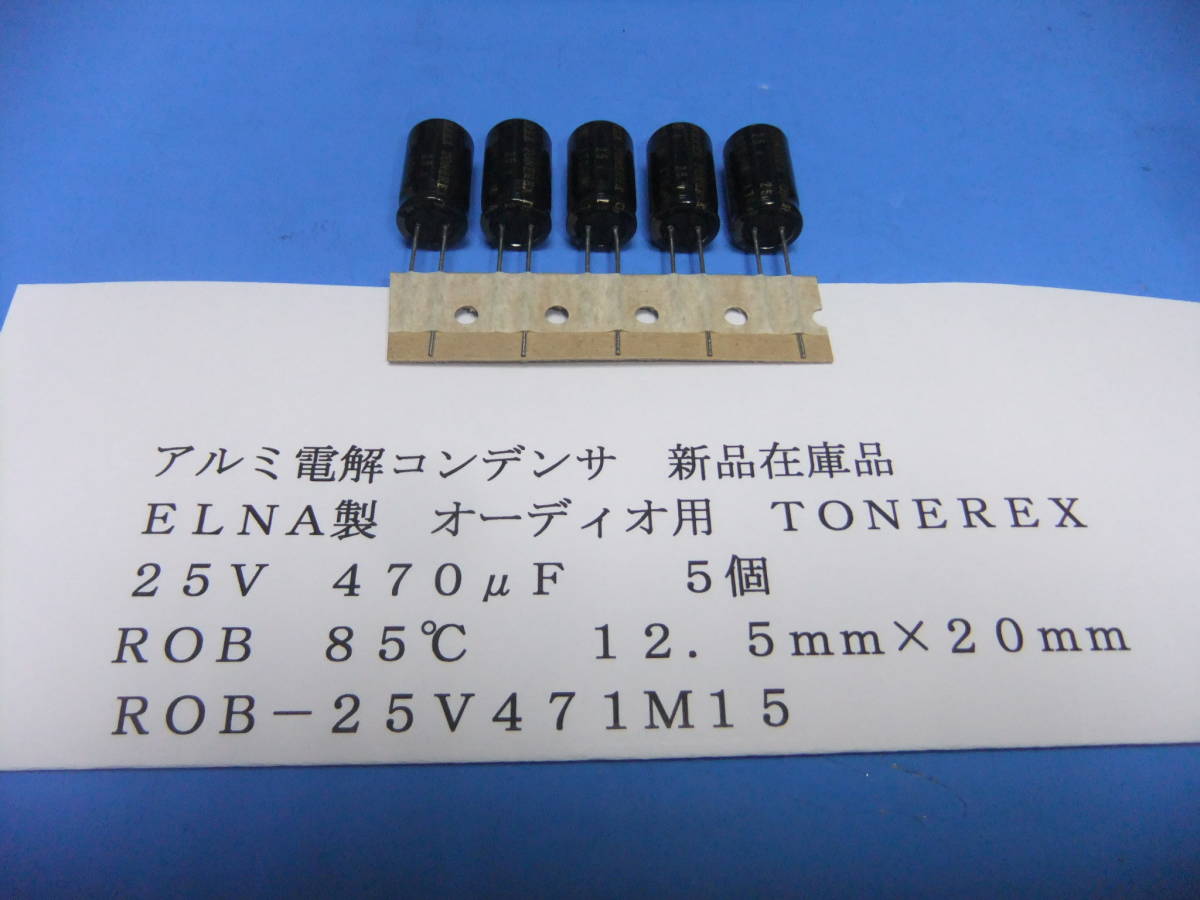 アルミ電解コンデンサ　新品在庫品
ＥＬＮＡ製　オーディオ用　ＴＯＮＥＲＥＸ
２５Ｖ　４７０μＦ　　５個
ＲＯＢ　８５℃　　１２．５ｍｍ×２０ｍｍ
ＲＯＢ－２５Ｖ４７１Ｍ１５